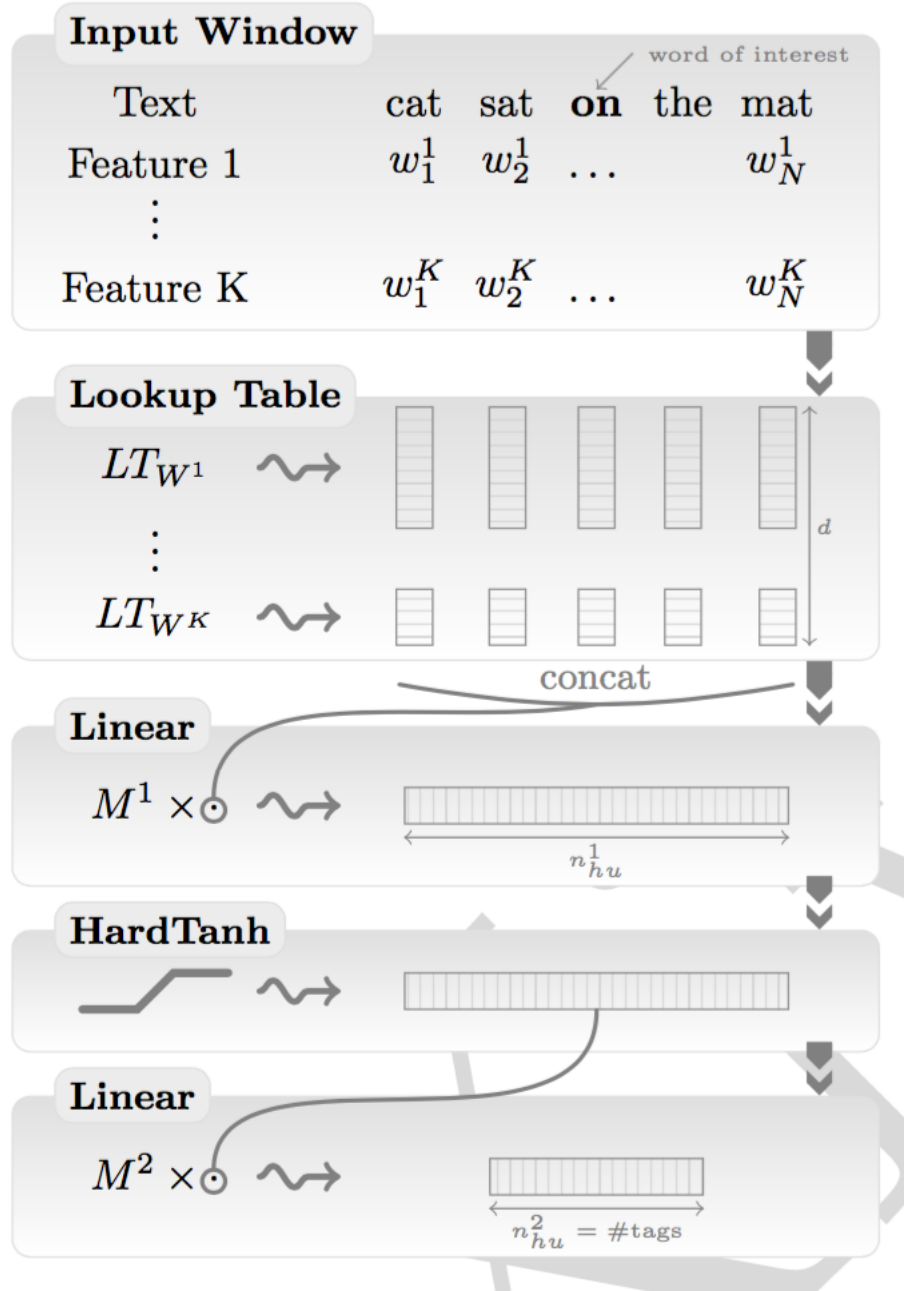 Input Window
word of interest
Text cat sat on the mat
Feature 1 w_1^1 w_2^1 ... w_N^1
⋮
Feature K w_1^K w_2^K ... w_N^K
Lookup Table
LT_{W^1}
d
⋮
LT_{W^K}
concat
Linear
M^1 × ⊙
n_{hu}^1
HardTanh
Linear
M^2 × ⊙
n_{hu}^2 = #tags